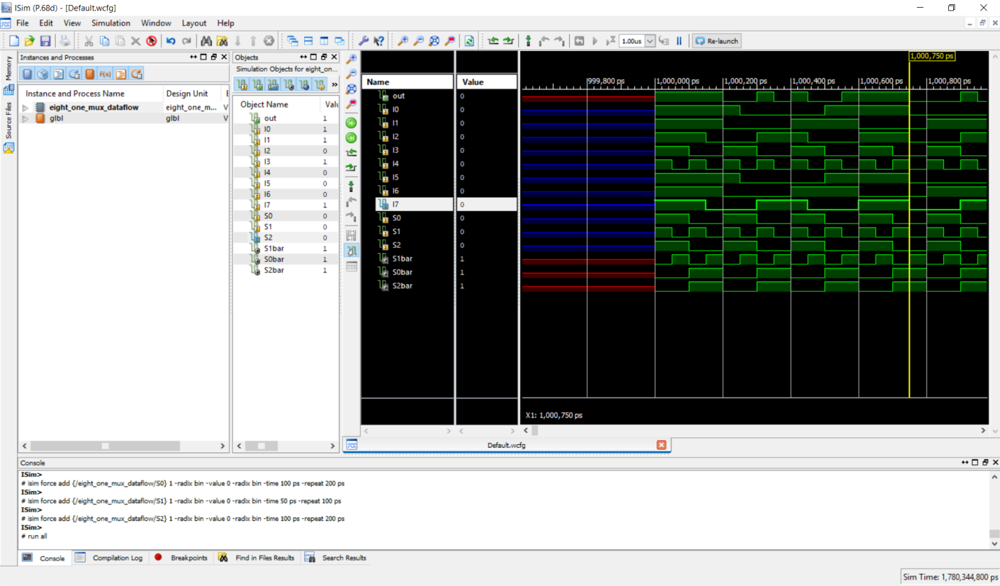 ISim (P.68d) - [Default.wcfg]
File Edit View Simulation Window Layout Help
1.00us Re-launch
Memory
Source Files
Instances and Processes
Instance and Process Name Design Unit
eight_one_mux_dataflow eight_one_m... V
glbl glbl V
Objects
Simulation Objects for eight_on...
»
Object Name Valu
out 1
I0 1
I1 1
I2 0
I3 1
I4 0
I5 0
I6 0
I7 1
S0 0
S1 0
S2 0
S1bar 1
S0bar 1
S2bar 1
Name Value
out 0
I0 0
I1 0
I2 0
I3 0
I4 0
I5 0
I6 0
I7 0
S0 0
S1 0
S2 0
S1bar 1
S0bar 1
S2bar 1
1,000,750 ps
999,800 ps 1,000,000 ps 1,000,200 ps 1,000,400 ps 1,000,600 ps 1,000,800 ps
X1: 1,000,750 ps
Default.wcfg
Console
ISim>
# isim force add {/eight_one_mux_dataflow/S0} 1 -radix bin -value 0 -radix bin -time 100 ps -repeat 200 ps
ISim>
# isim force add {/eight_one_mux_dataflow/S1} 1 -radix bin -value 0 -radix bin -time 50 ps -repeat 100 ps
ISim>
# isim force add {/eight_one_mux_dataflow/S2} 1 -radix bin -value 0 -radix bin -time 100 ps -repeat 200 ps
ISim>
# run all
Console Compilation Log Breakpoints Find in Files Results Search Results
Sim Time: 1,780,344,800 ps